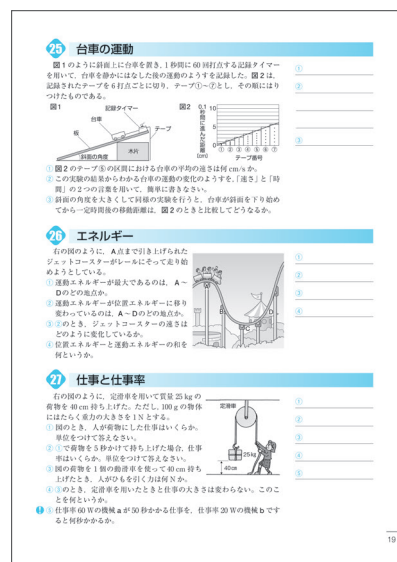 25 台車の運動
図1のように斜面上に台車を置き,1秒間に60回打点する記録タイマー
を用いて,台車を静かにはなした後の運動のようすを記録した。図2は,
記録されたテープを6打点ごとに切り,テープ①~⑦とし,その順にはり
つけたものである。
図1
記録タイマー
台車
テープ
板
木片
斜面の角度
図2
0.1秒間に進んだ距離(cm)
10
5
0
① ② ③ ④ ⑤ ⑥ ⑦
テープ番号
① 図2のテープ⑤の区間における台車の平均の速さは何cm/sか。
② この実験の結果からわかる台車の運動の変化のようすを,「速さ」と「時
間」の2つの言葉を用いて,簡単に書きなさい。
③ 斜面の角度を大きくして同様の実験を行うと,台車が斜面を下り始め
てから一定時間後の移動距離は,図2のときと比較してどうなるか。
①
②
③
26 エネルギー
右の図のように,A点まで引き上げられた
ジェットコースターがレールにそって走り始
めようとしている。
① 運動エネルギーが最大であるのは,A~
Dのどの地点か。
② 運動エネルギーが位置エネルギーに移り
変わっているのは,A~Dのどの地点か。
③ ②のとき,ジェットコースターの速さは
どのように変化しているか。
④ 位置エネルギーと運動エネルギーの和を
何というか。
A
B
C
D
①
②
③
④
27 仕事と仕事率
右の図のように,定滑車を用いて質量25kgの
荷物を40cm持ち上げた。ただし,100gの物体
にはたらく重力の大きさを1Nとする。
① 図のとき,人が荷物にした仕事はいくらか。
単位をつけて答えなさい。
② ①で荷物を5秒かけて持ち上げた場合,仕事
率はいくらか。単位をつけて答えなさい。
③ 図の荷物を1個の動滑車を使って40cm持ち
上げたとき,人がひもを引く力は何Nか。
④ ③のとき,定滑車を用いたときと仕事の大きさは変わらない。このこ
とを何というか。
! ⑤ 仕事率60Wの機械aが50秒かかる仕事を,仕事率20Wの機械bです
ると何秒かかるか。
定滑車
25kg
40cm
①
②
③
④
⑤
19